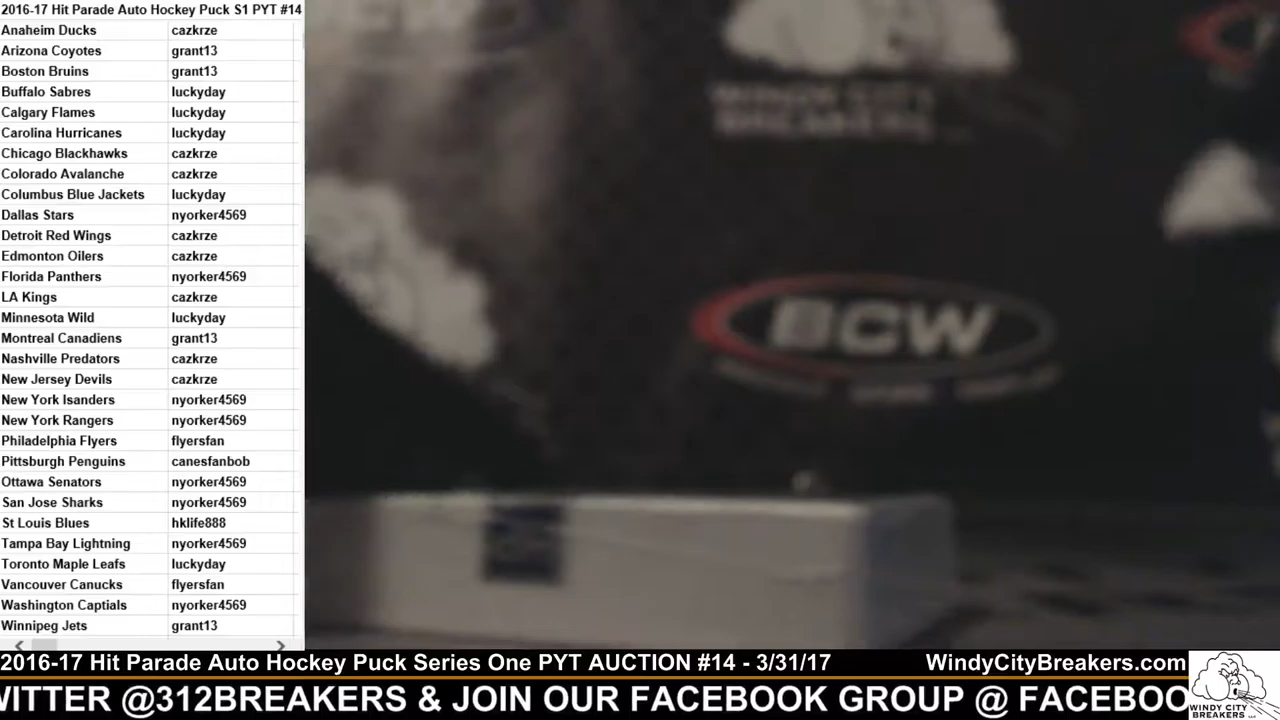 2016-17 Hit Parade Auto Hockey Puck S1 PYT #14
Anaheim Ducks cazkrze
Arizona Coyotes grant13
Boston Bruins grant13
Buffalo Sabres luckyday
Calgary Flames luckyday
Carolina Hurricanes luckyday
Chicago Blackhawks cazkrze
Colorado Avalanche cazkrze
Columbus Blue Jackets luckyday
Dallas Stars nyorker4569
Detroit Red Wings cazkrze
Edmonton Oilers cazkrze
Florida Panthers nyorker4569
LA Kings cazkrze
Minnesota Wild luckyday
Montreal Canadiens grant13
Nashville Predators cazkrze
New Jersey Devils cazkrze
New York Isanders nyorker4569
New York Rangers nyorker4569
Philadelphia Flyers flyersfan
Pittsburgh Penguins canesfanbob
Ottawa Senators nyorker4569
San Jose Sharks nyorker4569
St Louis Blues hklife888
Tampa Bay Lightning nyorker4569
Toronto Maple Leafs luckyday
Vancouver Canucks flyersfan
Washington Captials nyorker4569
Winnipeg Jets grant13
WINDY CITY
BREAKERS
BCW
2016-17 Hit Parade Auto Hockey Puck Series One PYT AUCTION #14 - 3/31/17 WindyCityBreakers.com
WITTER @312BREAKERS & JOIN OUR FACEBOOK GROUP @ FACEBOO
WINDY CITY
BREAKERS LLC